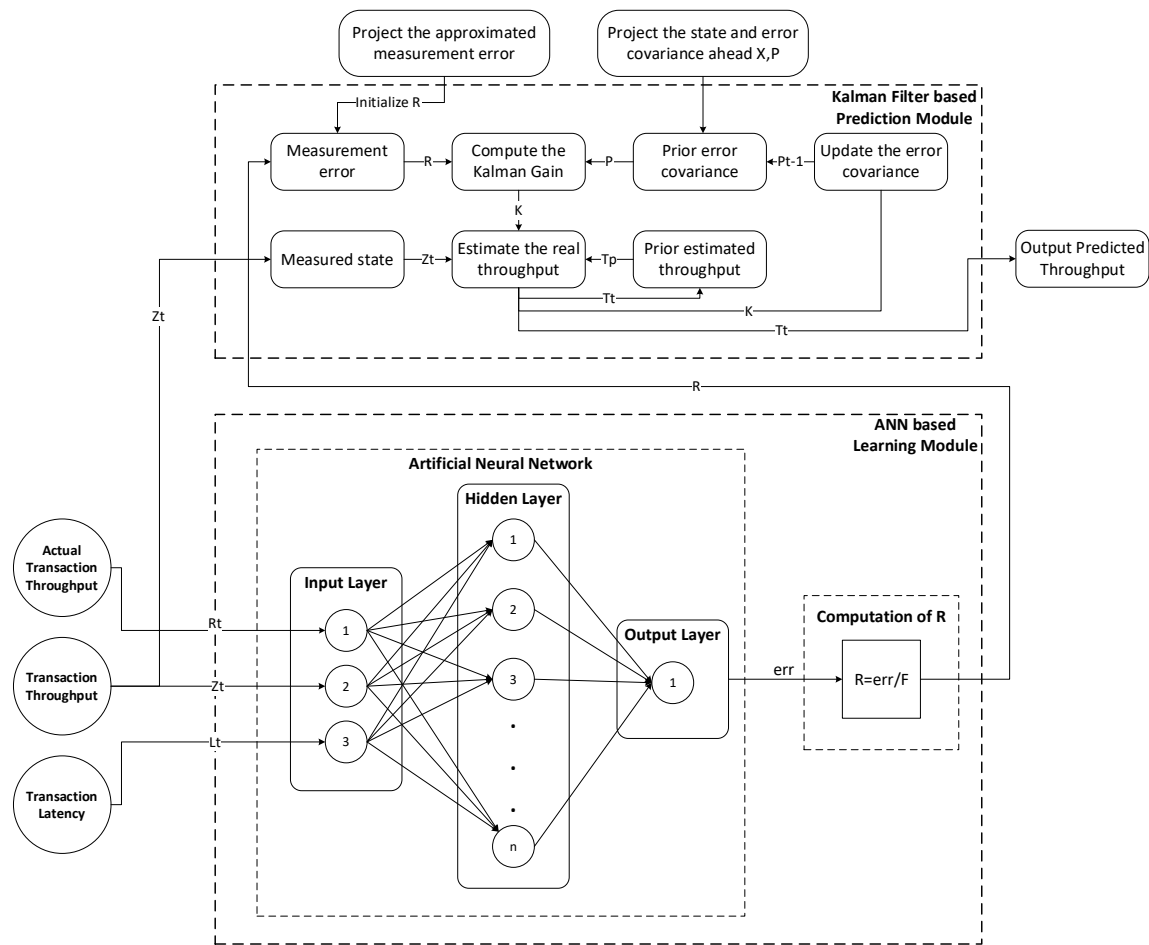 Project the approximated
measurement error
Project the state and error
covariance ahead X,P
Kalman Filter based
Prediction Module
Initialize R
Measurement
error
R
Compute the
Kalman Gain
P
Prior error
covariance
Pt-1
Update the error
covariance
K
Measured state
Zt
Estimate the real
throughput
Tp
Prior estimated
throughput
Output Predicted
Throughput
Tt
K
Tt
Zt
R
ANN based
Learning Module
Artificial Neural Network
Hidden Layer
Input Layer
Output Layer
Computation of R
Actual
Transaction
Throughput
Rt
Transaction
Throughput
Zt
Transaction
Latency
Lt
1
2
3
1
2
3
.
.
.
n
1
err
R=err/F